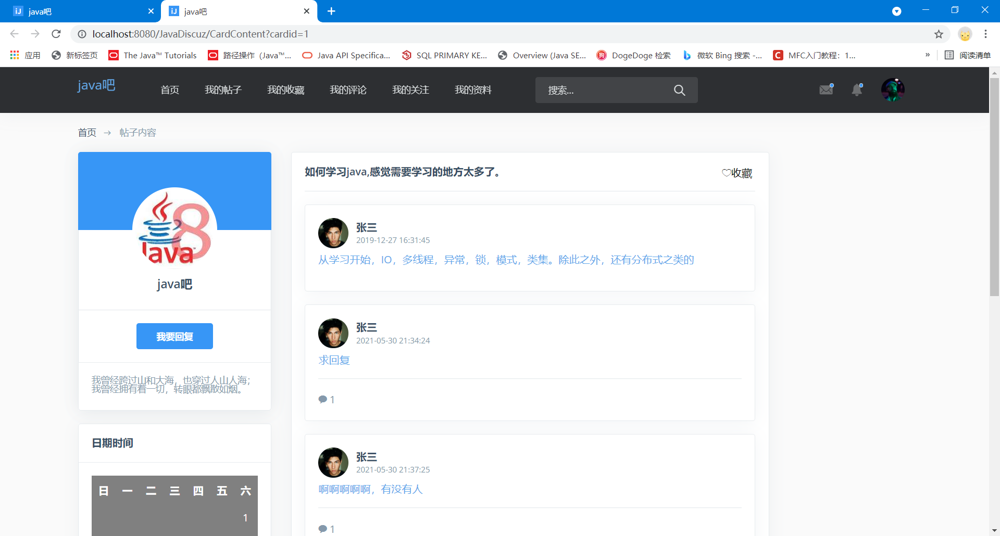 java吧
java吧
localhost:8080/JavaDiscuz/CardContent?cardid=1
应用
新标签页
The Java™ Tutorials
路径操作（Java™...
Java API Specifica...
SQL PRIMARY KE...
Overview (Java SE...
DogeDoge 检索
微软 Bing 搜索 -...
MFC入门教程：1...
»
阅读清单
java吧
首页
我的帖子
我的收藏
我的评论
我的关注
我的资料
搜索...
首页 → 帖子内容
Java 8
java吧
我要回复
我曾经跨过山和大海，也穿过人山人海；
我曾经拥有着一切，转眼都飘散如烟。
日期时间
日 一 二 三 四 五 六
1
如何学习java,感觉需要学习的地方太多了。
♡收藏
张三
2019-12-27 16:31:45
从学习开始，IO，多线程，异常，锁，模式，类集。除此之外，还有分布式之类的
张三
2021-05-30 21:34:24
求回复
1
张三
2021-05-30 21:37:25
啊啊啊啊啊，有没有人
1